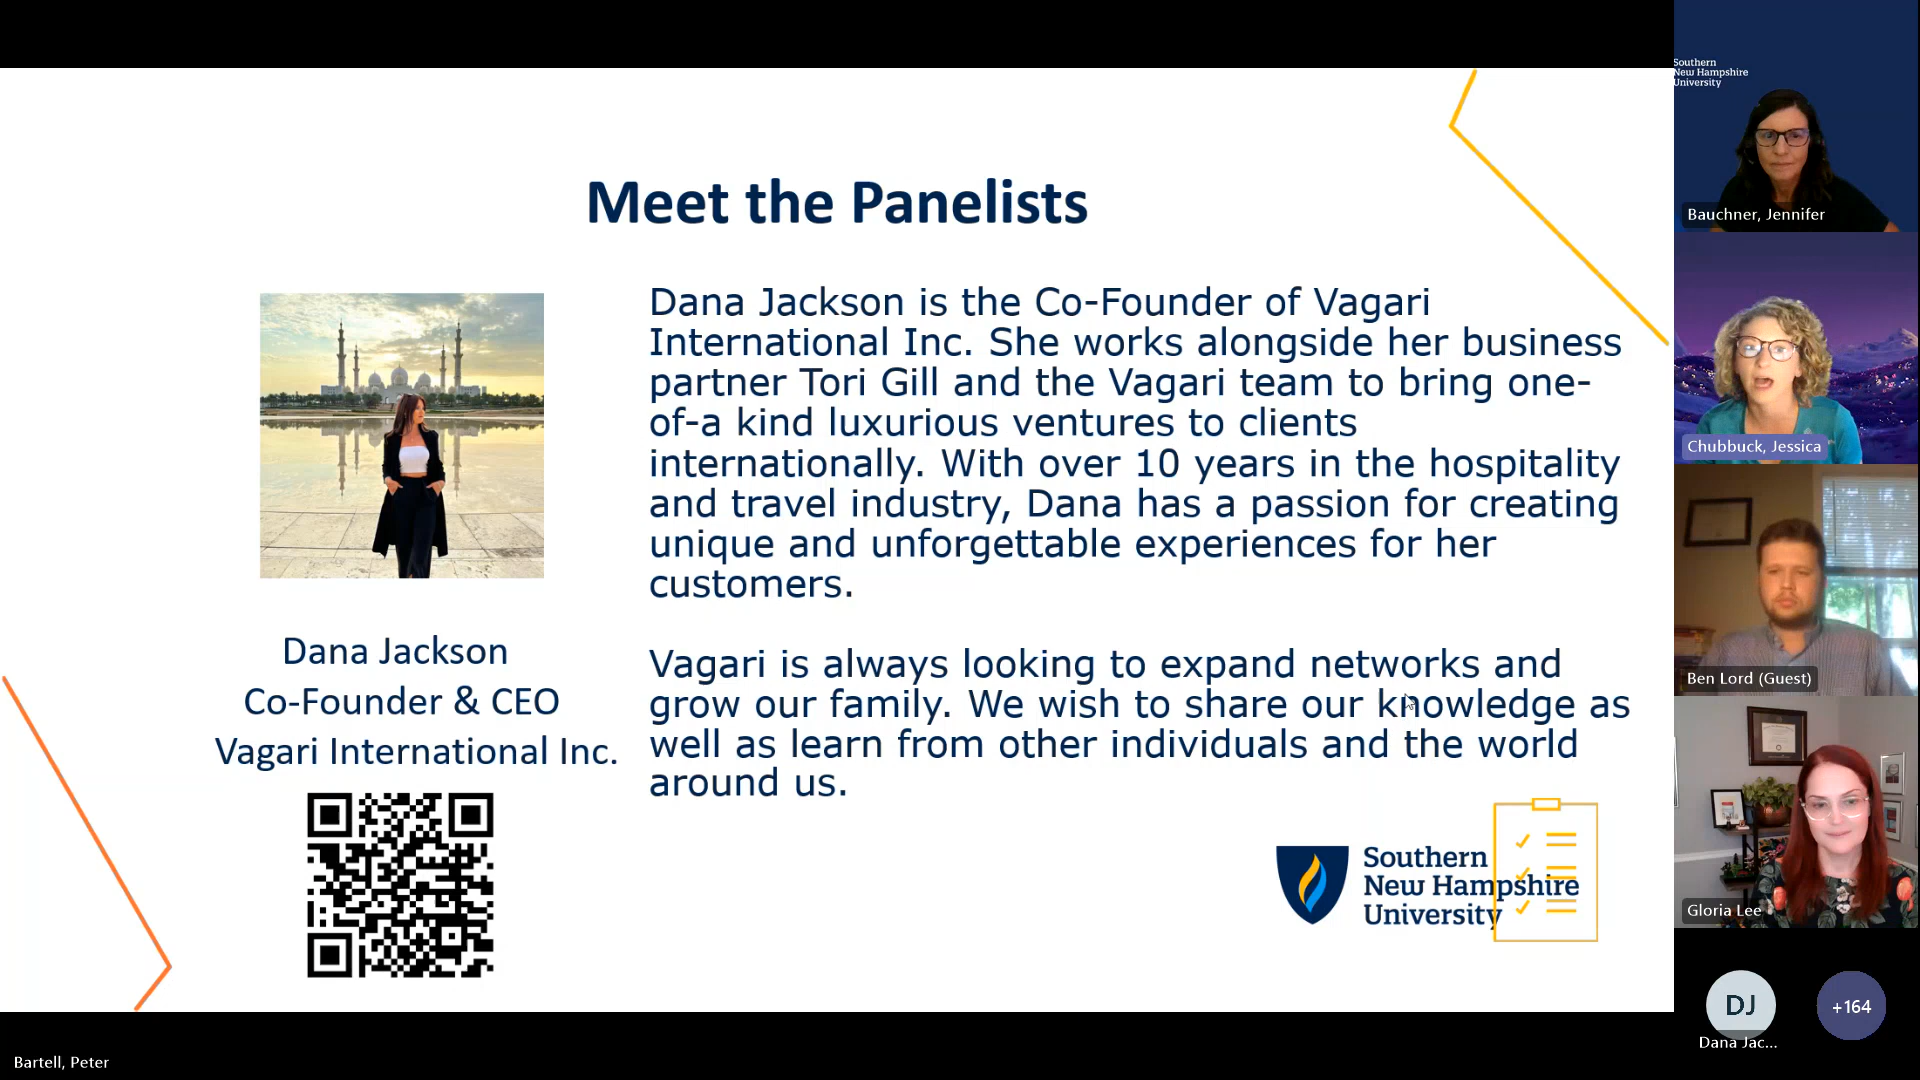 Meet the Panelists
Dana Jackson is the Co-Founder of Vagari
International Inc. She works alongside her business
partner Tori Gill and the Vagari team to bring one-
of-a kind luxurious ventures to clients
internationally. With over 10 years in the hospitality
and travel industry, Dana has a passion for creating
unique and unforgettable experiences for her
customers.
Vagari is always looking to expand networks and
grow our family. We wish to share our knowledge as
well as learn from other individuals and the world
around us.
Dana Jackson
Co-Founder & CEO
Vagari International Inc.
Southern
New Hampshire
University
Southern
New Hampshire
University
Bauchner, Jennifer
Chubbuck, Jessica
Ben Lord (Guest)
Gloria Lee
DJ
Dana Jac...
+164
Bartell, Peter